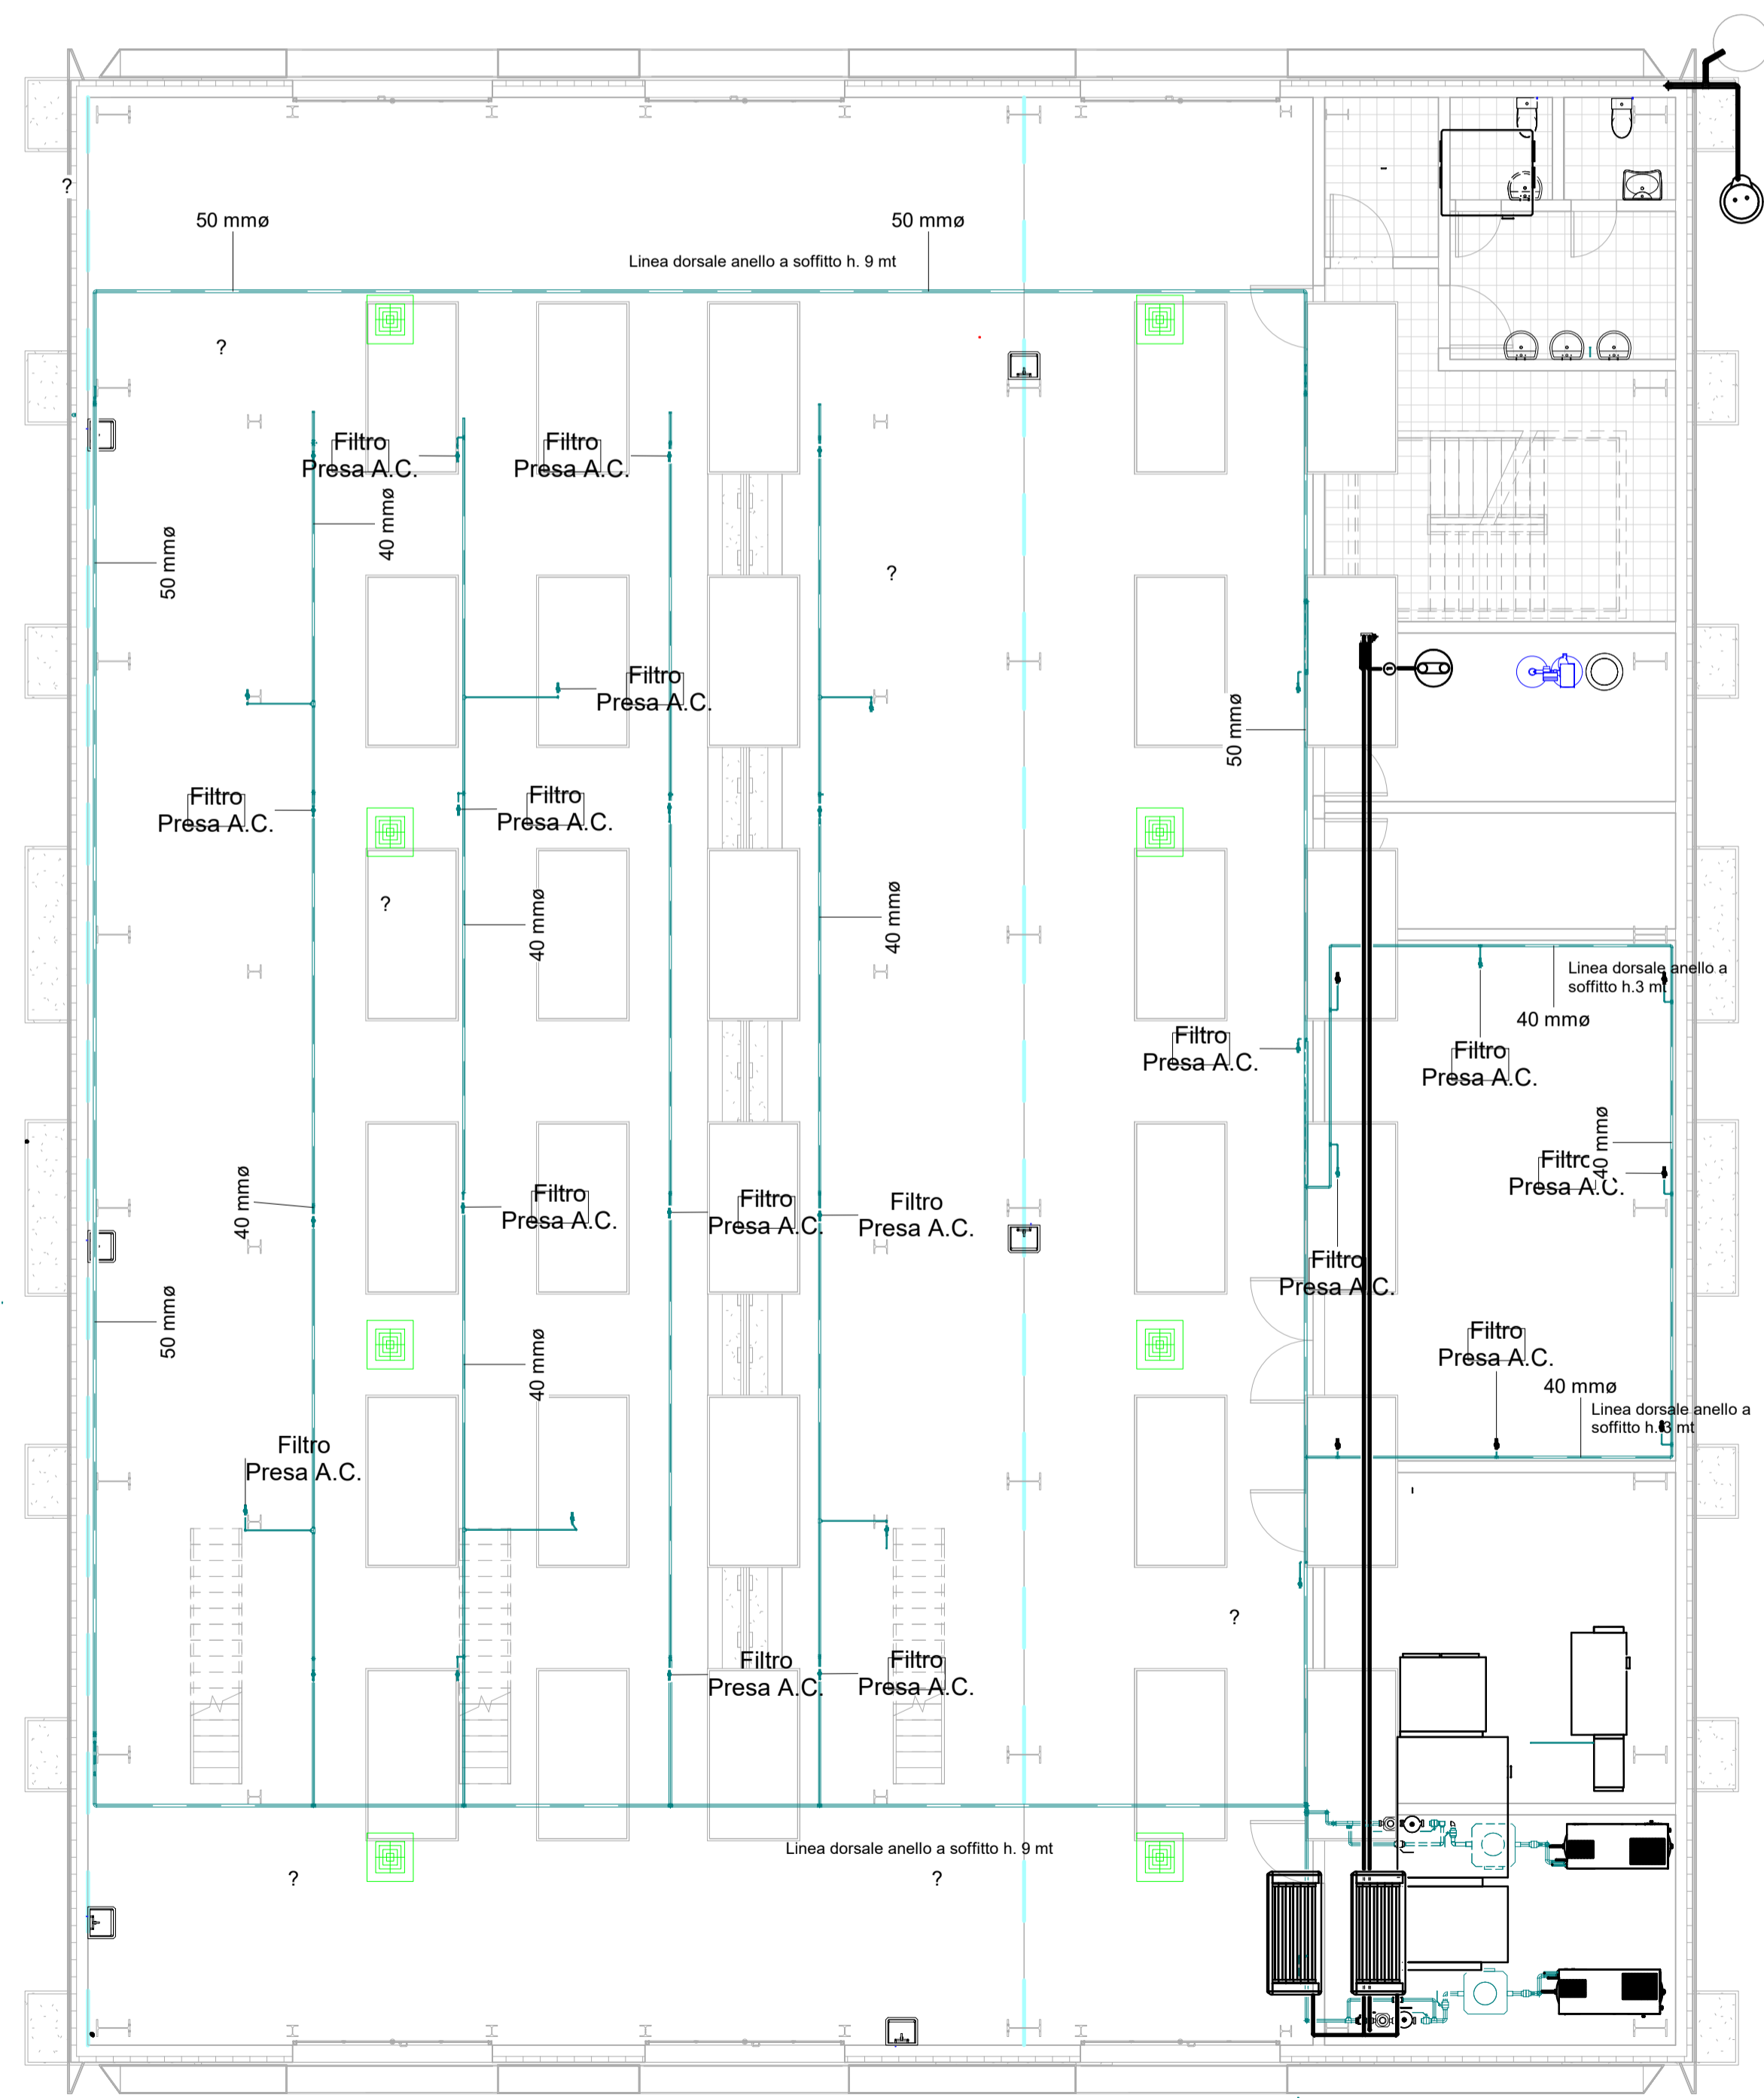 ?
50 mmø
50 mmø
Linea dorsale anello a soffitto h. 9 mt
?
Filtro
Presa A.C.
Filtro
Presa A.C.
40 mmø
50 mmø
?
Filtro
Presa A.C.
50 mmø
Filtro
Presa A.C.
Filtro
Presa A.C.
?
40 mmø
40 mmø
Linea dorsale anello a
soffitto h.3 mt
40 mmø
Filtro
Presa A.C.
Filtro
Presa A.C.
40 mmø
Filtro
Presa A.C.
40 mmø
Filtro
Presa A.C.
Filtro
Presa A.C.
Filtro
Presa A.C.
Filtro
Presa A.C.
50 mmø
40 mmø
Filtro
Presa A.C.
40 mmø
Linea dorsale anello a
soffitto h. 3 mt
Filtro
Presa A.C.
?
Filtro
Presa A.C.
Filtro
Presa A.C.
Linea dorsale anello a soffitto h. 9 mt
?
?